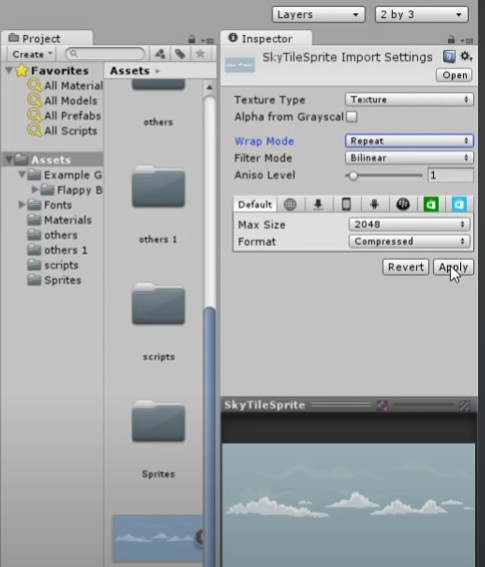 Layers 2 by 3
Project
Create
Favorites
All Material
All Models
All Prefabs
All Scripts
Assets
Example G
Flappy B
Fonts
Materials
others
others 1
scripts
Sprites
Assets
others
others 1
scripts
Sprites
Inspector
SkyTileSprite Import Settings
Open
Texture Type Texture
Alpha from Grayscal
Wrap Mode Repeat
Filter Mode Bilinear
Aniso Level 1
Default
Max Size 2048
Format Compressed
Revert Apply
SkyTileSprite